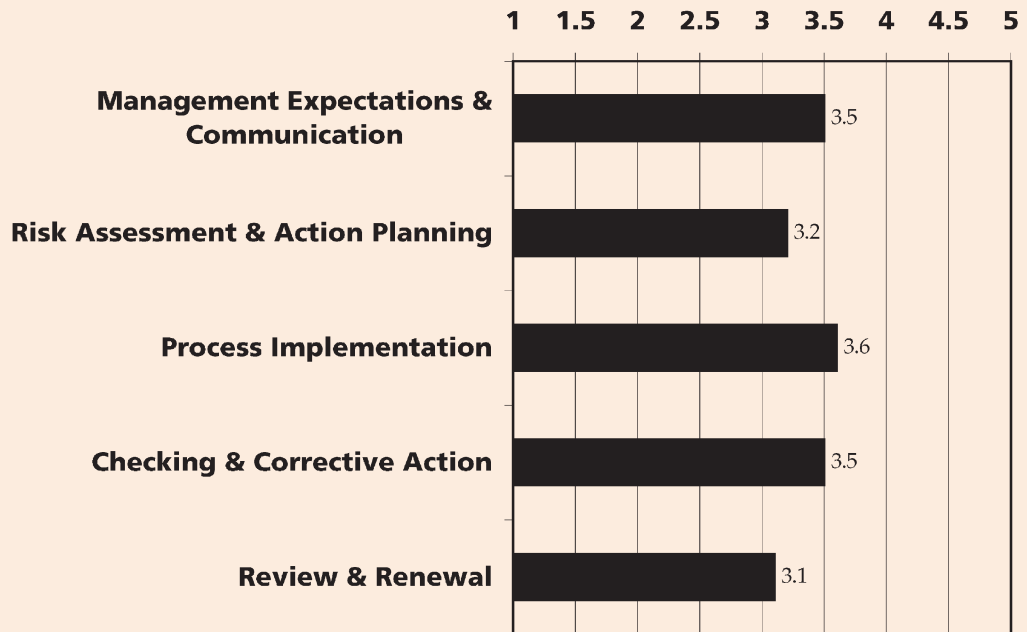 1 1.5 2 2.5 3 3.5 4 4.5 5
Management Expectations &
Communication
3.5
Risk Assessment & Action Planning
3.2
Process Implementation
3.6
Checking & Corrective Action
3.5
Review & Renewal
3.1